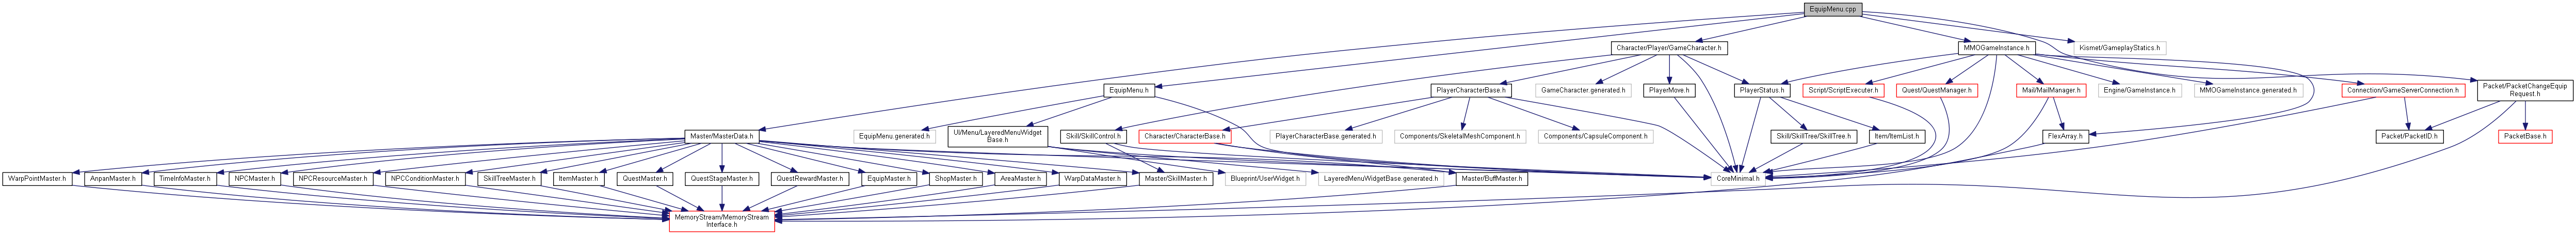 EquipMenu.cpp
Character/Player/GameCharacter.h
MMOGameInstance.h
Kismet/GameplayStatics.h
EquipMenu.h
PlayerCharacterBase.h
GameCharacter.generated.h
PlayerMove.h
PlayerStatus.h
Script/ScriptExecuter.h
Quest/QuestManager.h
Mail/MailManager.h
Engine/GameInstance.h
MMOGameInstance.generated.h
Connection/GameServerConnection.h
Packet/PacketChangeEquip
Request.h
Master/MasterData.h
EquipMenu.generated.h
UI/Menu/LayeredMenuWidget
Base.h
Skill/SkillControl.h
Character/CharacterBase.h
PlayerCharacterBase.generated.h
Components/SkeletalMeshComponent.h
Components/CapsuleComponent.h
Skill/SkillTree/SkillTree.h
Item/ItemList.h
FlexArray.h
Packet/PacketID.h
PacketBase.h
WarpPointMaster.h
AnpanMaster.h
TimeInfoMaster.h
NPCMaster.h
NPCResourceMaster.h
NPCConditionMaster.h
SkillTreeMaster.h
ItemMaster.h
QuestMaster.h
QuestStageMaster.h
QuestRewardMaster.h
EquipMaster.h
ShopMaster.h
AreaMaster.h
WarpDataMaster.h
Master/SkillMaster.h
Blueprint/UserWidget.h
LayeredMenuWidgetBase.generated.h
Master/BuffMaster.h
CoreMinimal.h
MemoryStream/MemoryStream
Interface.h